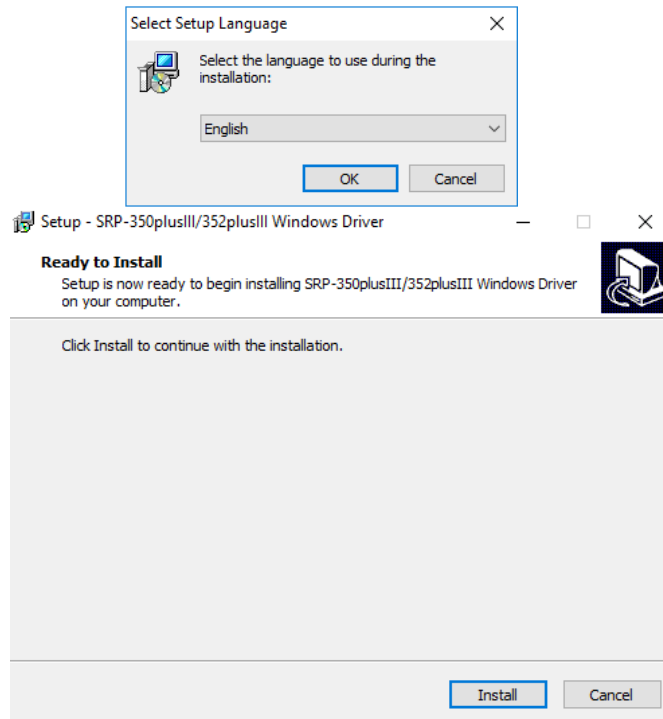 Select Setup Language
Select the language to use during the
installation:
English
OK Cancel
Setup - SRP-350plusIII/352plusIII Windows Driver
Ready to Install
Setup is now ready to begin installing SRP-350plusIII/352plusIII Windows Driver
on your computer.
Click Install to continue with the installation.
Install Cancel